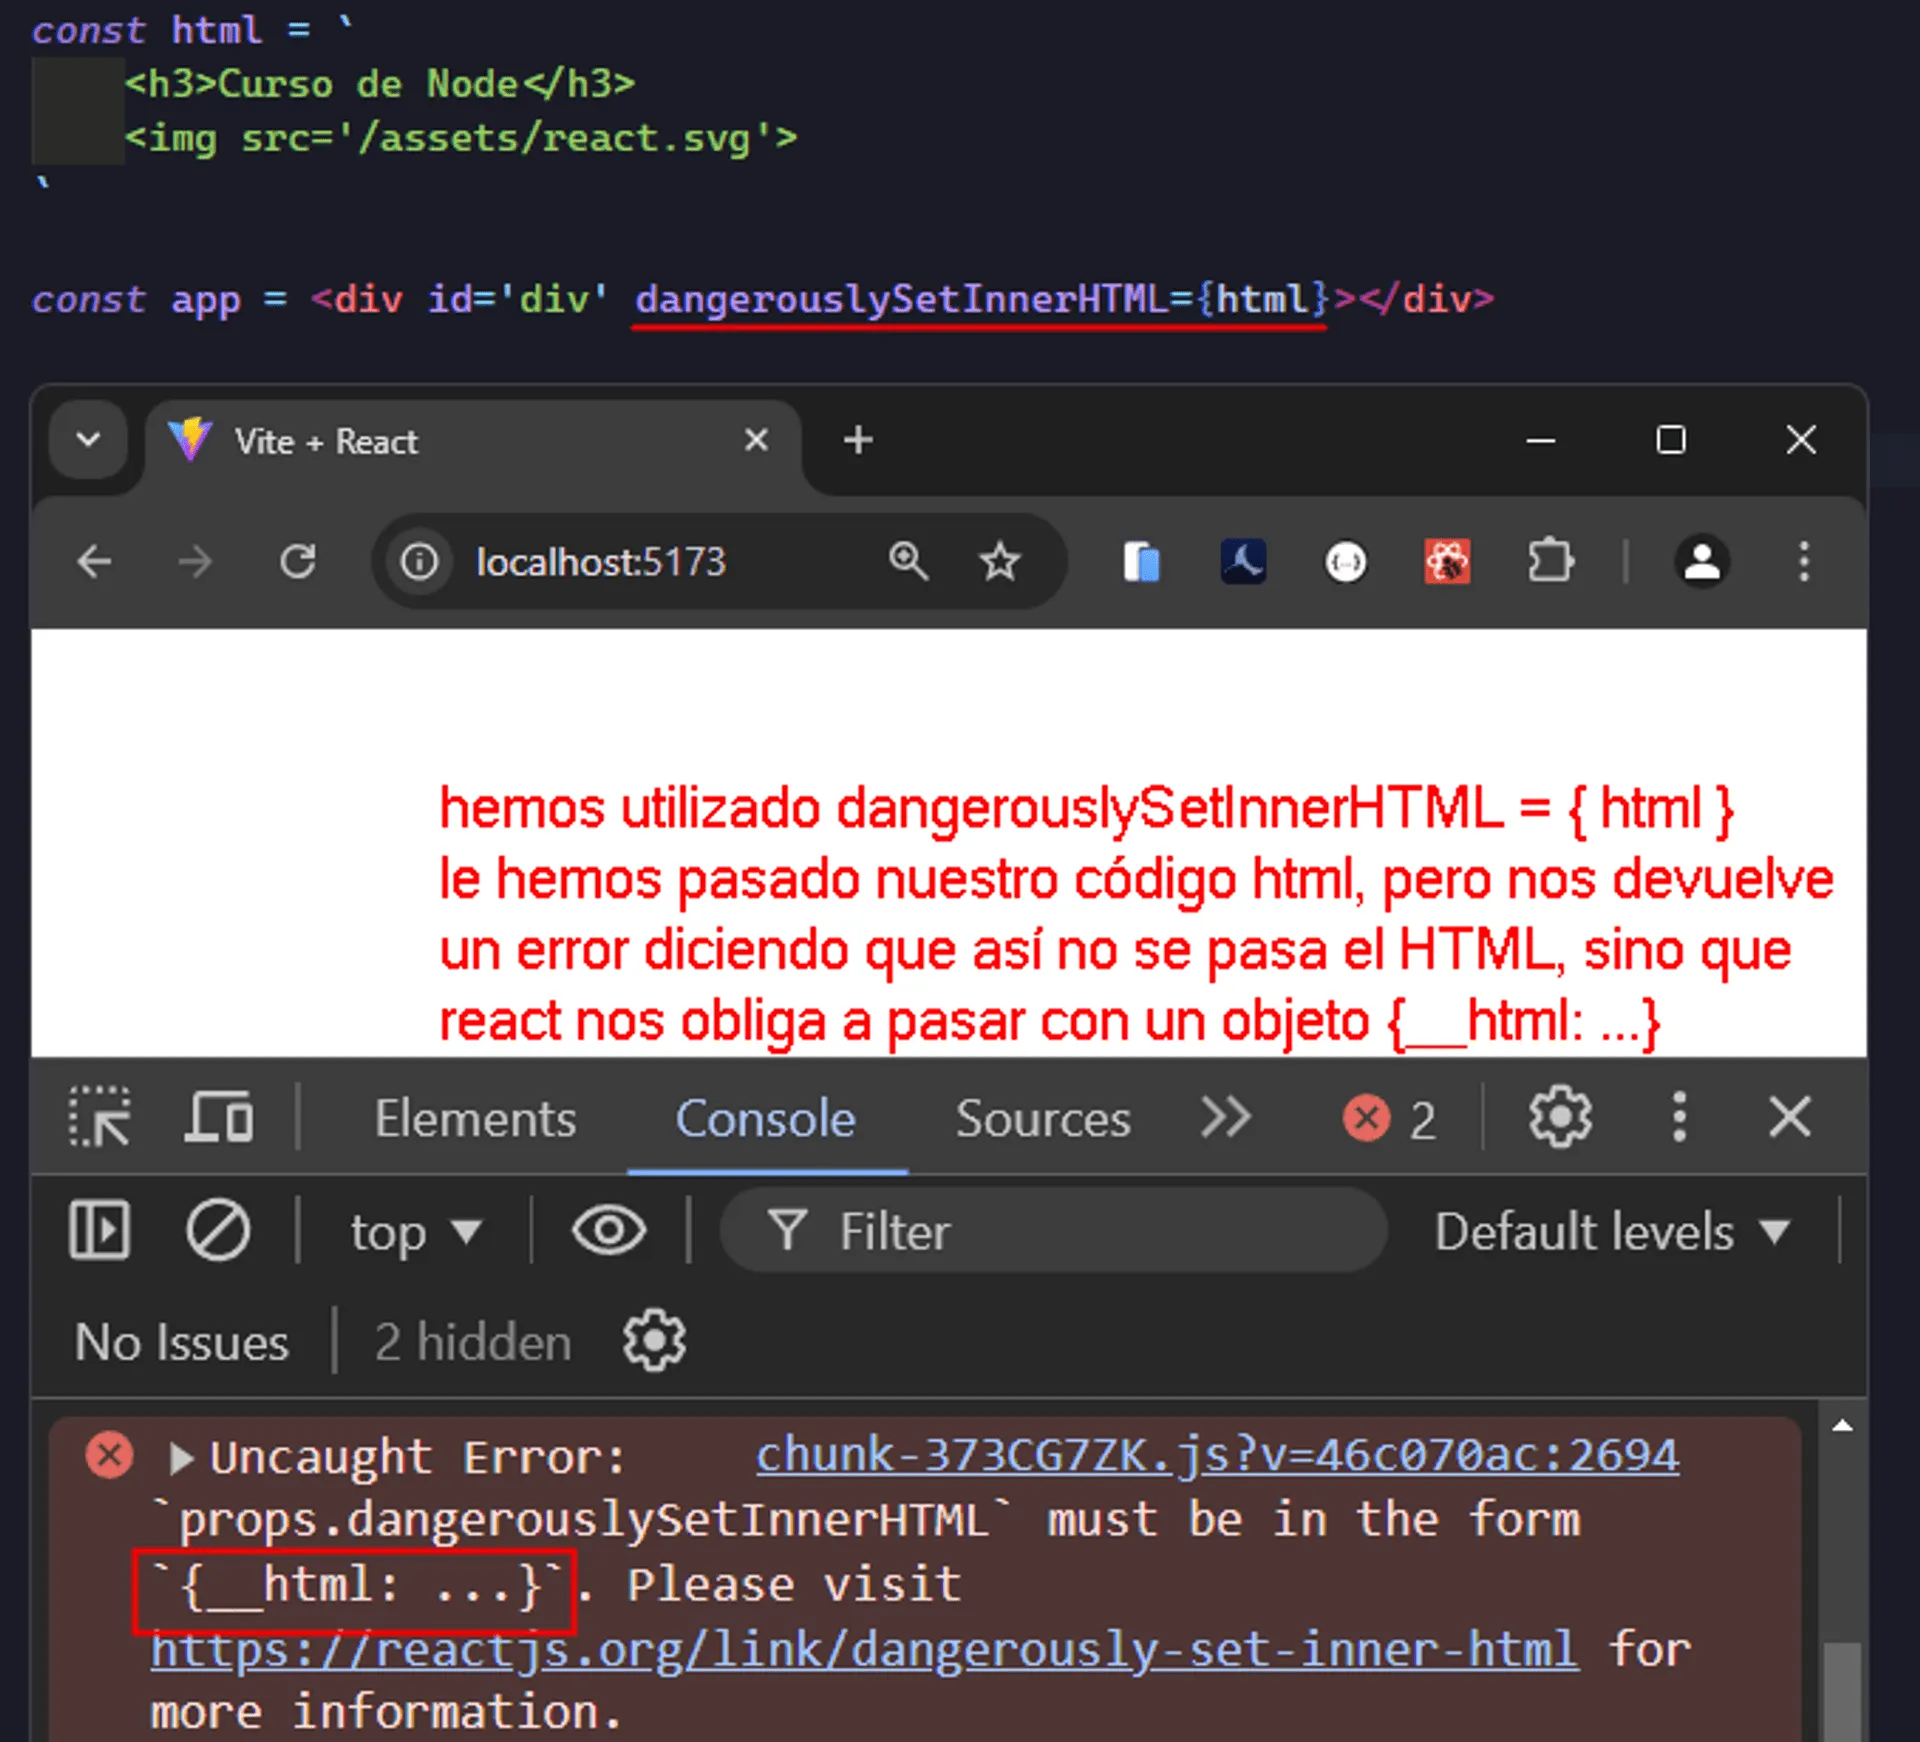 const html = `
<h3>Curso de Node</h3>
<img src='/assets/react.svg'>
`
const app = <div id='div' dangerouslySetInnerHTML={html}></div>
Vite + React
localhost:5173
hemos utilizado dangerouslySetInnerHTML = { html }
le hemos pasado nuestro código html, pero nos devuelve
un error diciendo que así no se pasa el HTML, sino que
react nos obliga a pasar con un objeto {__html: ...}
Elements Console Sources 2
top Filter Default levels
No Issues 2 hidden
Uncaught Error: chunk-373CG7ZK.js?v=46c070ac:2694
`props.dangerouslySetInnerHTML` must be in the form
`{__html: ...}`. Please visit
https://reactjs.org/link/dangerously-set-inner-html for
more information.